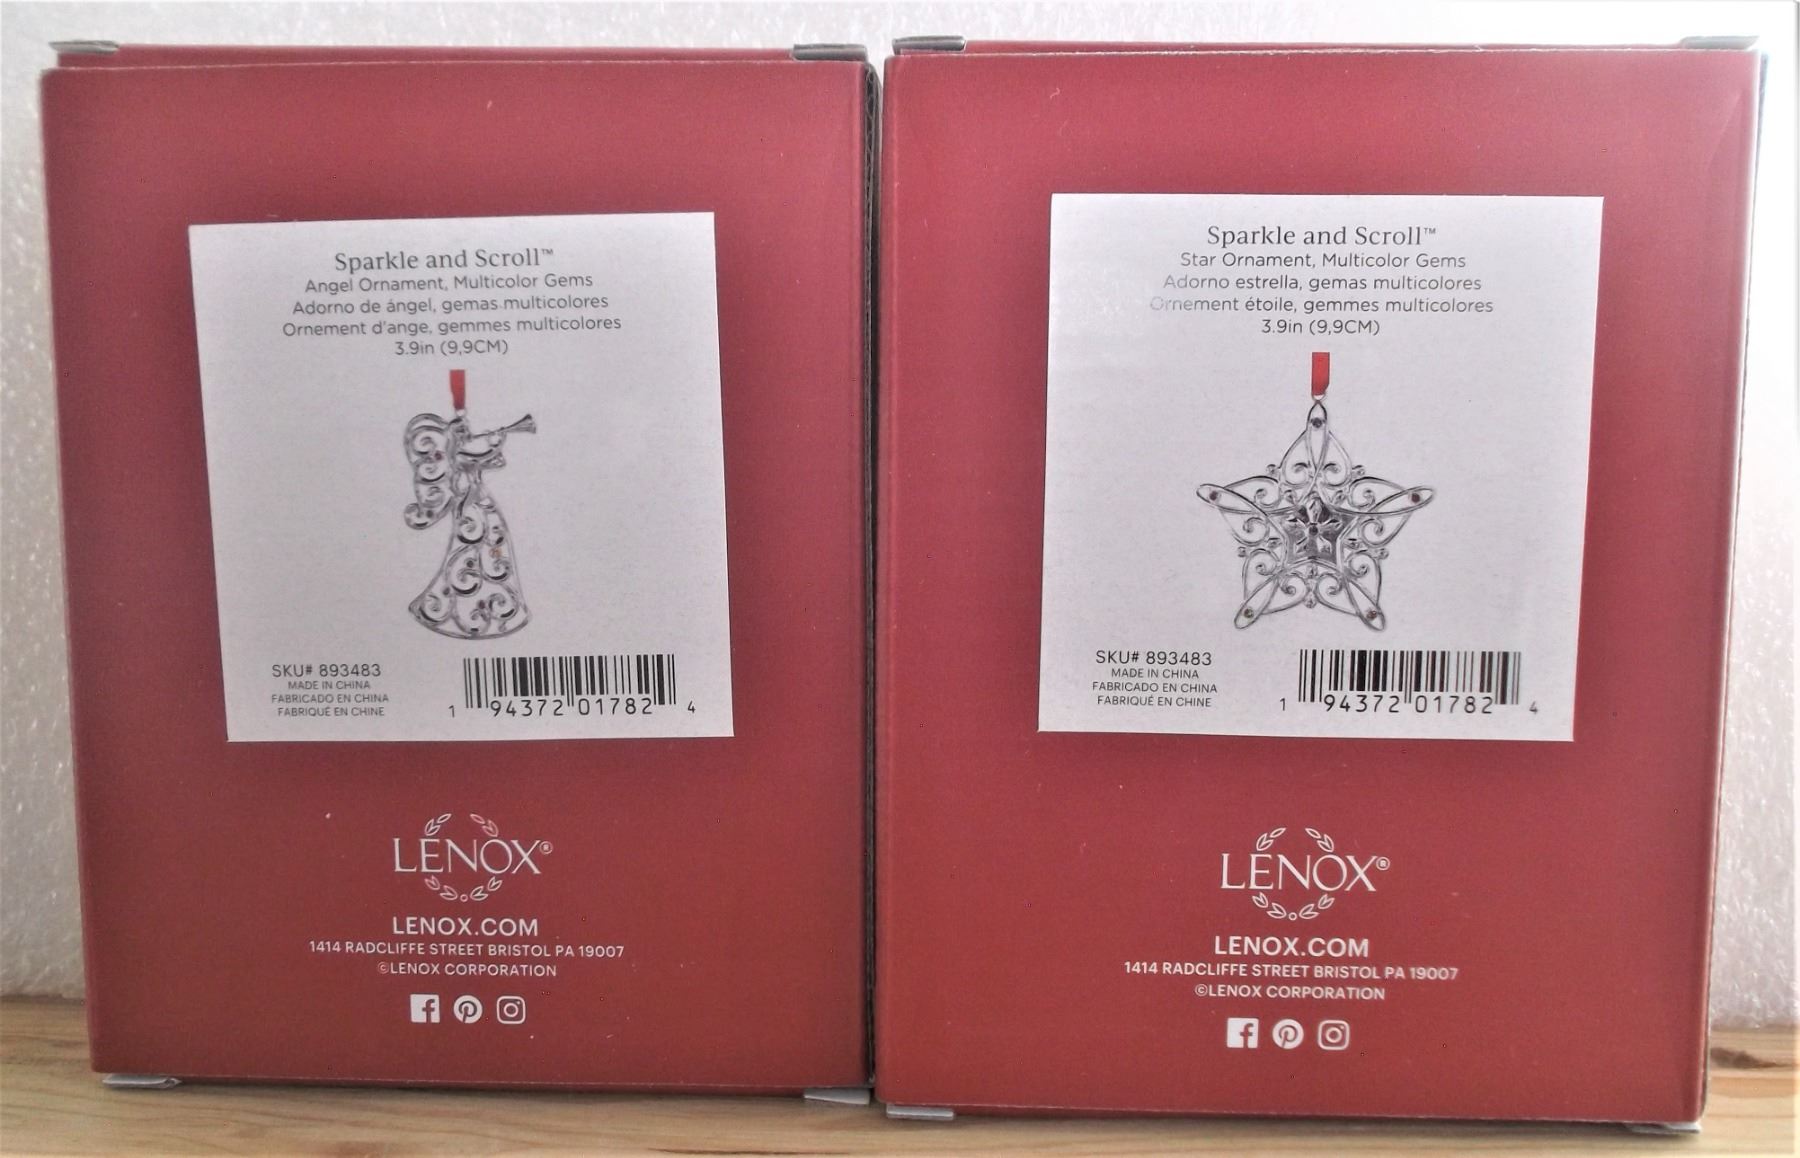 Sparkle and Scroll™
Angel Ornament, Multicolor Gems
Adorno de ángel, gemas multicolores
Ornement d'ange, gemmes multicolores
3.9in (9,9CM)
SKU# 893483
MADE IN CHINA
FABRICADO EN CHINA
FABRIQUÉ EN CHINE
1 94372 01782 4
LENOX®
LENOX.COM
1414 RADCLIFFE STREET BRISTOL PA 19007
©LENOX CORPORATION
Sparkle and Scroll™
Star Ornament, Multicolor Gems
Adorno estrella, gemas multicolores
Ornement étoile, gemmes multicolores
3.9in (9,9CM)
SKU# 893483
MADE IN CHINA
FABRICADO EN CHINA
FABRIQUÉ EN CHINE
1 94372 01782 4
LENOX®
LENOX.COM
1414 RADCLIFFE STREET BRISTOL PA 19007
©LENOX CORPORATION